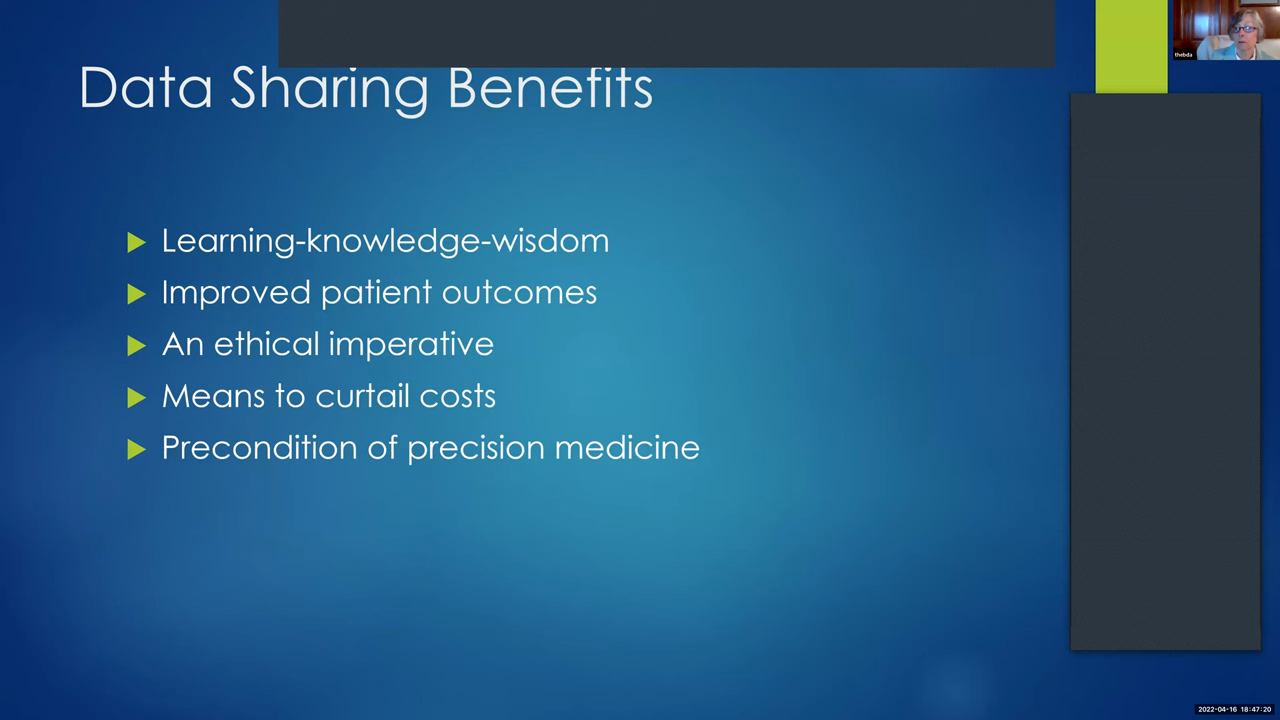 thebda
Data Sharing Benefits
Learning-knowledge-wisdom
Improved patient outcomes
An ethical imperative
Means to curtail costs
Precondition of precision medicine
2022-04-16 18:47:20